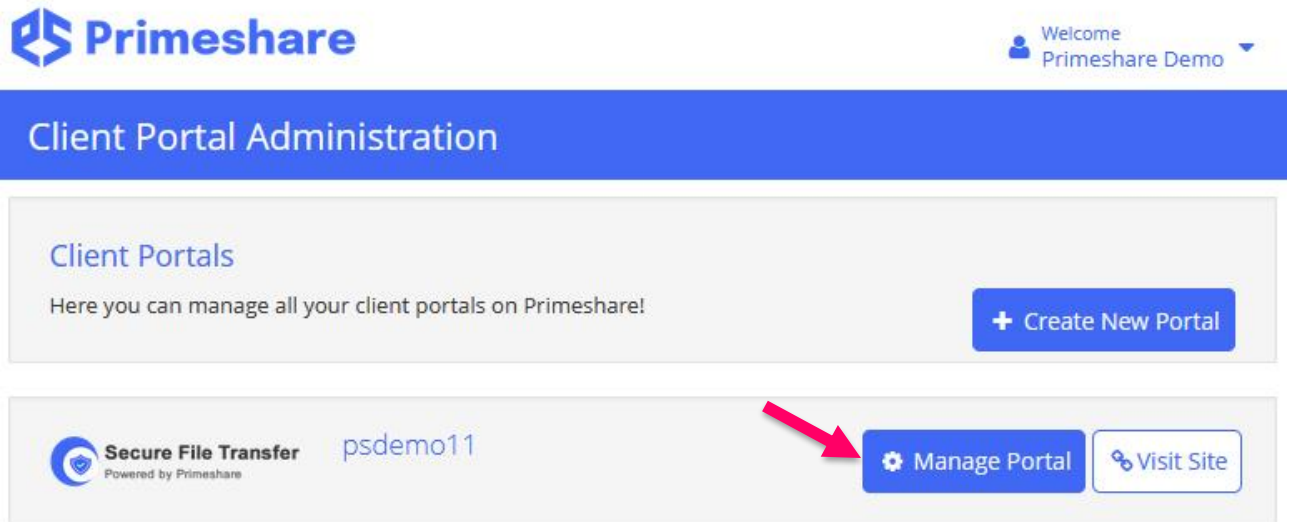 Primeshare
Welcome
Primeshare Demo
Client Portal Administration
Client Portals
Here you can manage all your client portals on Primeshare!
Create New Portal
Secure File Transfer
Powered by Primeshare
psdemo11
Manage Portal
Visit Site